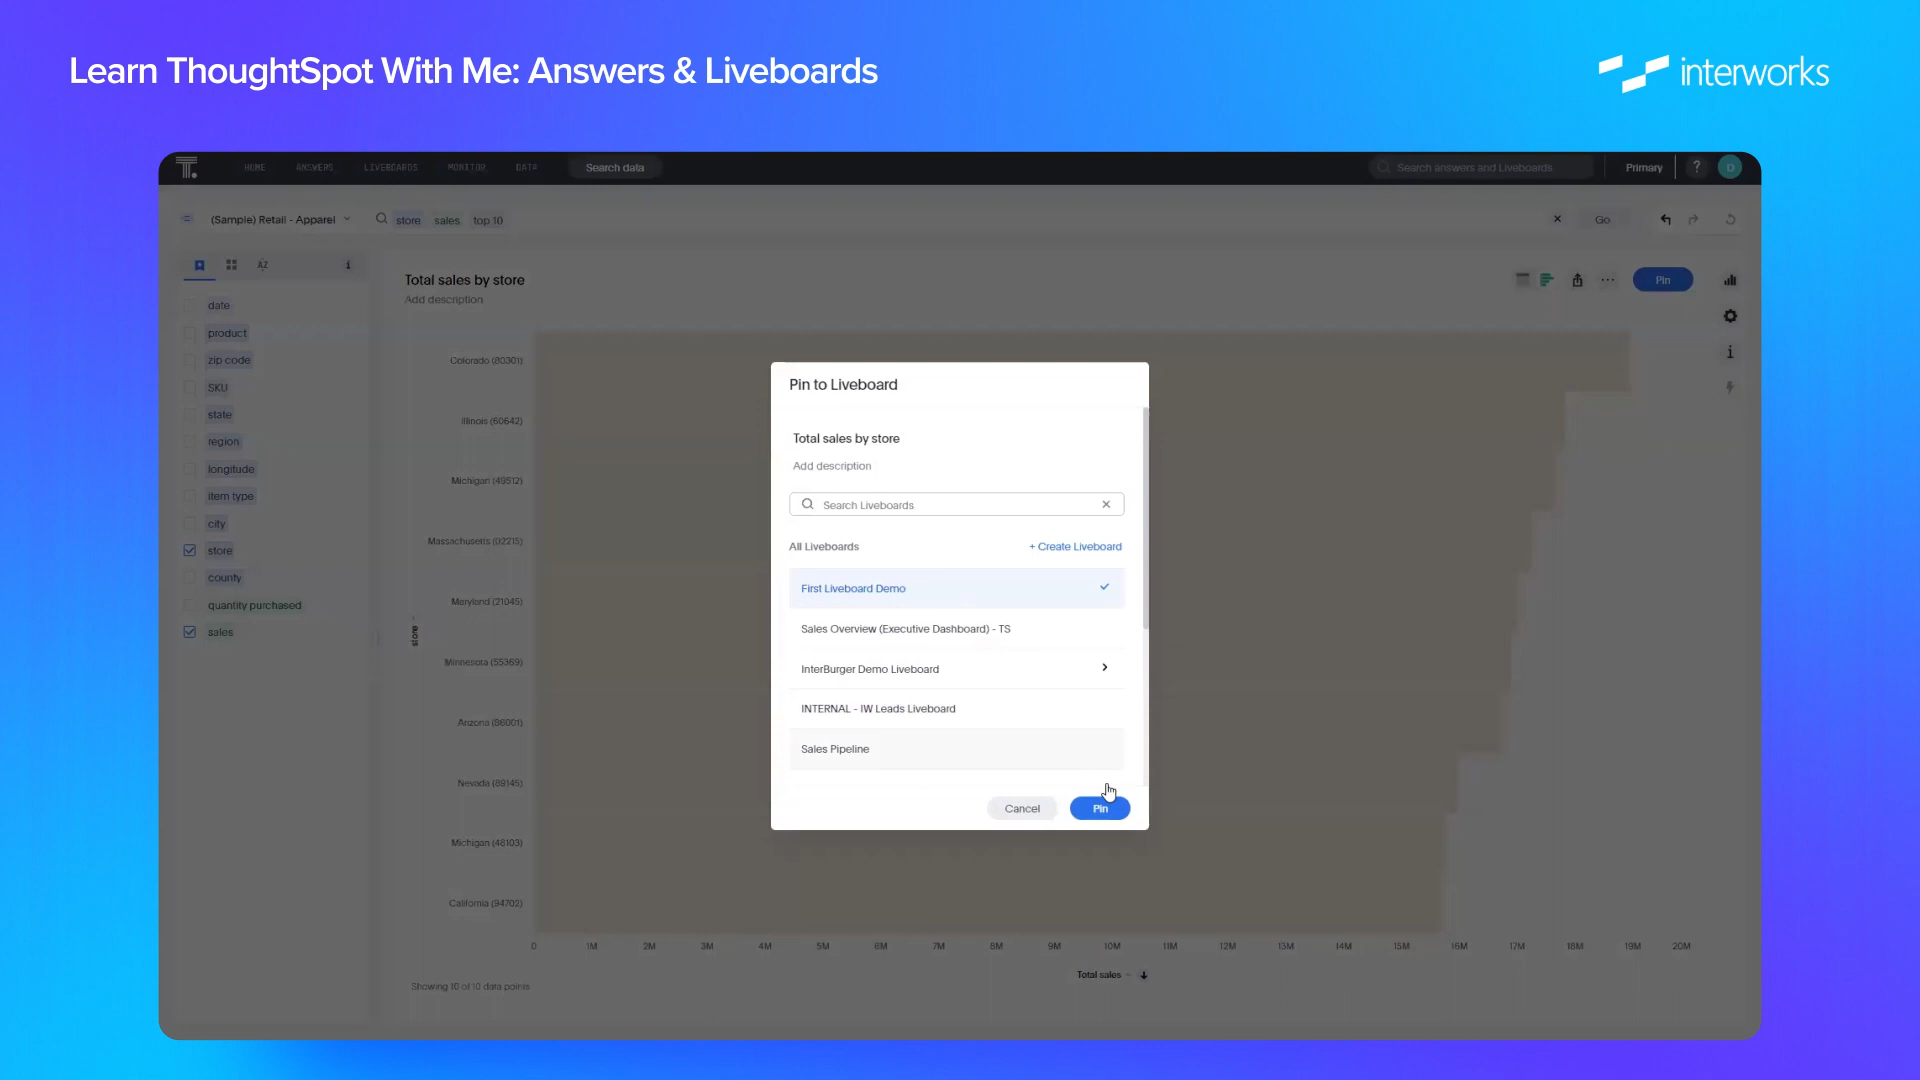 Learn ThoughtSpot With Me: Answers & Liveboards
interworks
T.
HOME ANSWERS LIVEBOARDS MONITOR DATA Search data
Search answers and Liveboards
Primary ? D
(Sample) Retail - Apparel
store sales top 10
Go
AZ
date
product
zip code
SKU
state
region
longitude
item type
city
store
county
quantity purchased
sales
Total sales by store
Add description
Pin
Colorado (80301)
Illinois (60642)
Michigan (49512)
Massachusetts (02215)
Maryland (21045)
Minnesota (55369)
Arizona (86001)
Nevada (89145)
Michigan (48103)
California (94702)
store
0 1M 2M 3M 4M 5M 6M 7M 8M 9M 10M 11M 12M 13M 14M 15M 16M 17M 18M 19M 20M
Total sales
Showing 10 of 10 data points
Pin to Liveboard
Total sales by store
Add description
Search Liveboards
All Liveboards
+ Create Liveboard
First Liveboard Demo
Sales Overview (Executive Dashboard) - TS
InterBurger Demo Liveboard
INTERNAL - IW Leads Liveboard
Sales Pipeline
Cancel
Pin